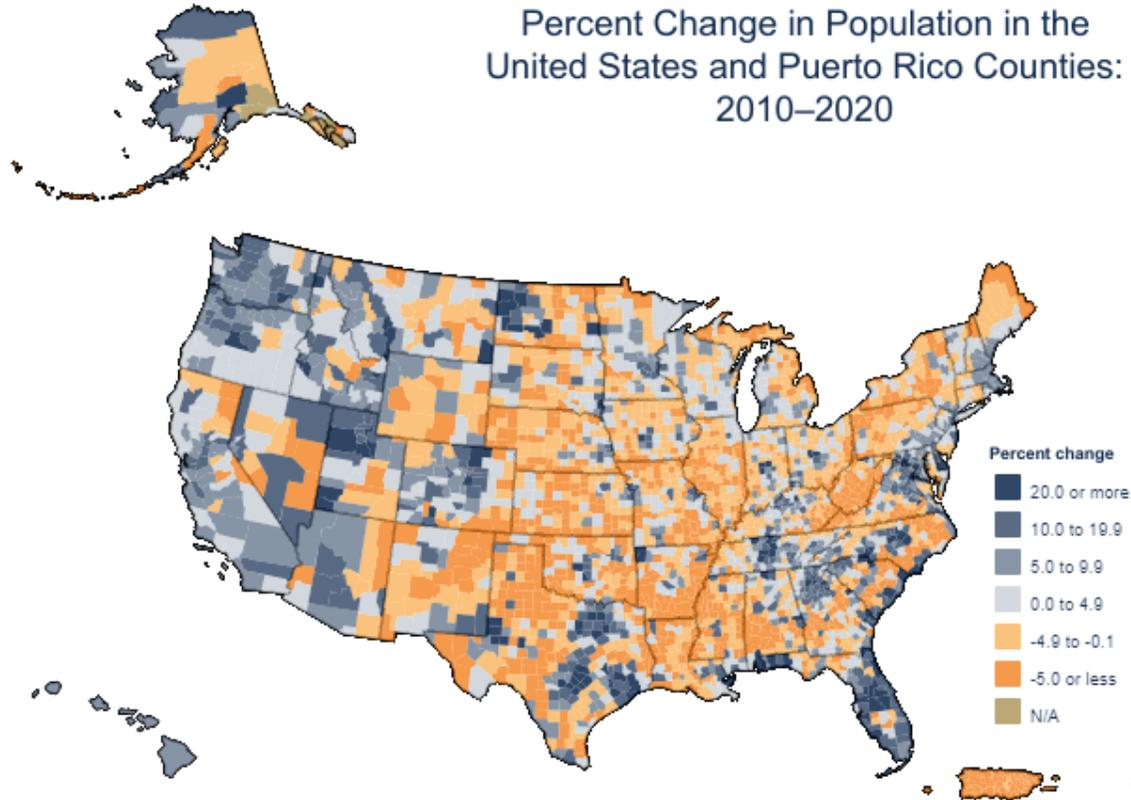 Percent Change in Population in the
United States and Puerto Rico Counties:
2010–2020
Percent change
20.0 or more
10.0 to 19.9
5.0 to 9.9
0.0 to 4.9
-4.9 to -0.1
-5.0 or less
N/A